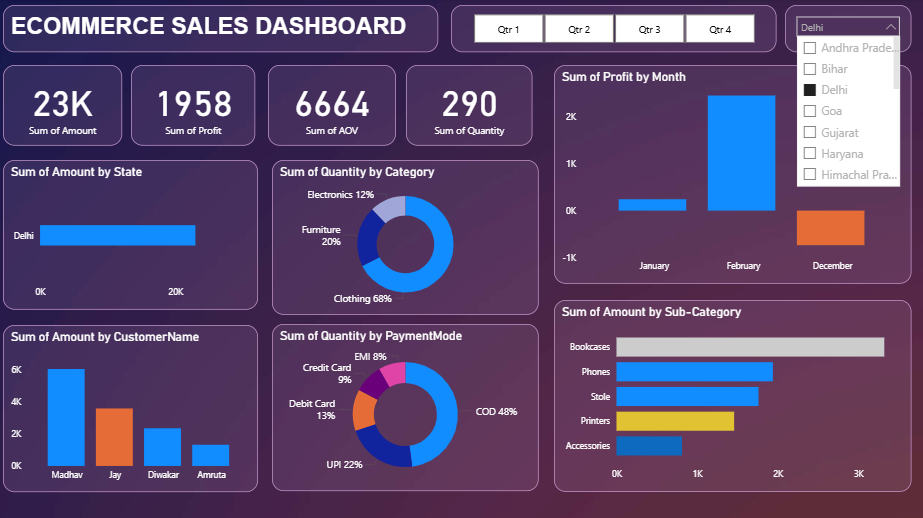 ECOMMERCE SALES DASHBOARD
Qtr 1
Qtr 2
Qtr 3
Qtr 4
Delhi
Andhra Prade...
Bihar
Delhi
Goa
Gujarat
Haryana
Himachal Pra...
23K
Sum of Amount
1958
Sum of Profit
6664
Sum of AOV
290
Sum of Quantity
Sum of Profit by Month
2K
1K
0K
-1K
January
February
December
Sum of Amount by State
Delhi
0K
20K
Sum of Quantity by Category
Electronics 12%
Furniture
20%
Clothing 68%
Sum of Amount by CustomerName
6K
4K
2K
0K
Madhav
Jay
Diwakar
Amruta
Sum of Quantity by PaymentMode
EMI 8%
Credit Card
9%
Debit Card
13%
COD 48%
UPI 22%
Sum of Amount by Sub-Category
Bookcases
Phones
Stole
Printers
Accessories
0K
1K
2K
3K